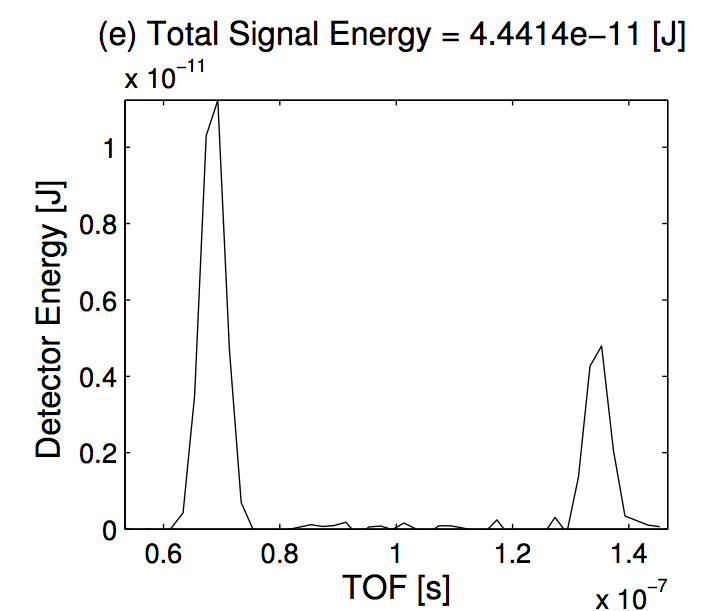 (e) Total Signal Energy = 4.4414e−11 [J]
x 10−11
Detector Energy [J]
1
0.8
0.6
0.4
0.2
0
0.6 0.8 1 1.2 1.4
TOF [s]
x 10−7